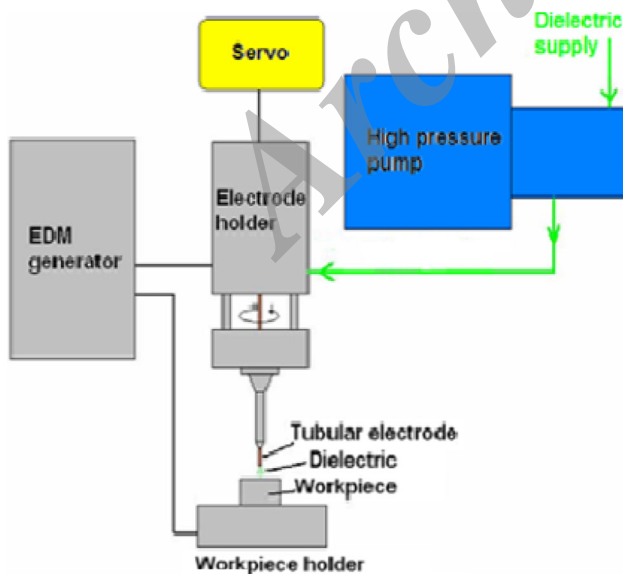 Dielectric
supply
Servo
High pressure
pump
Electrode
holder
EDM
generator
Tubular electrode
Dielectric
Workpiece
Workpiece holder